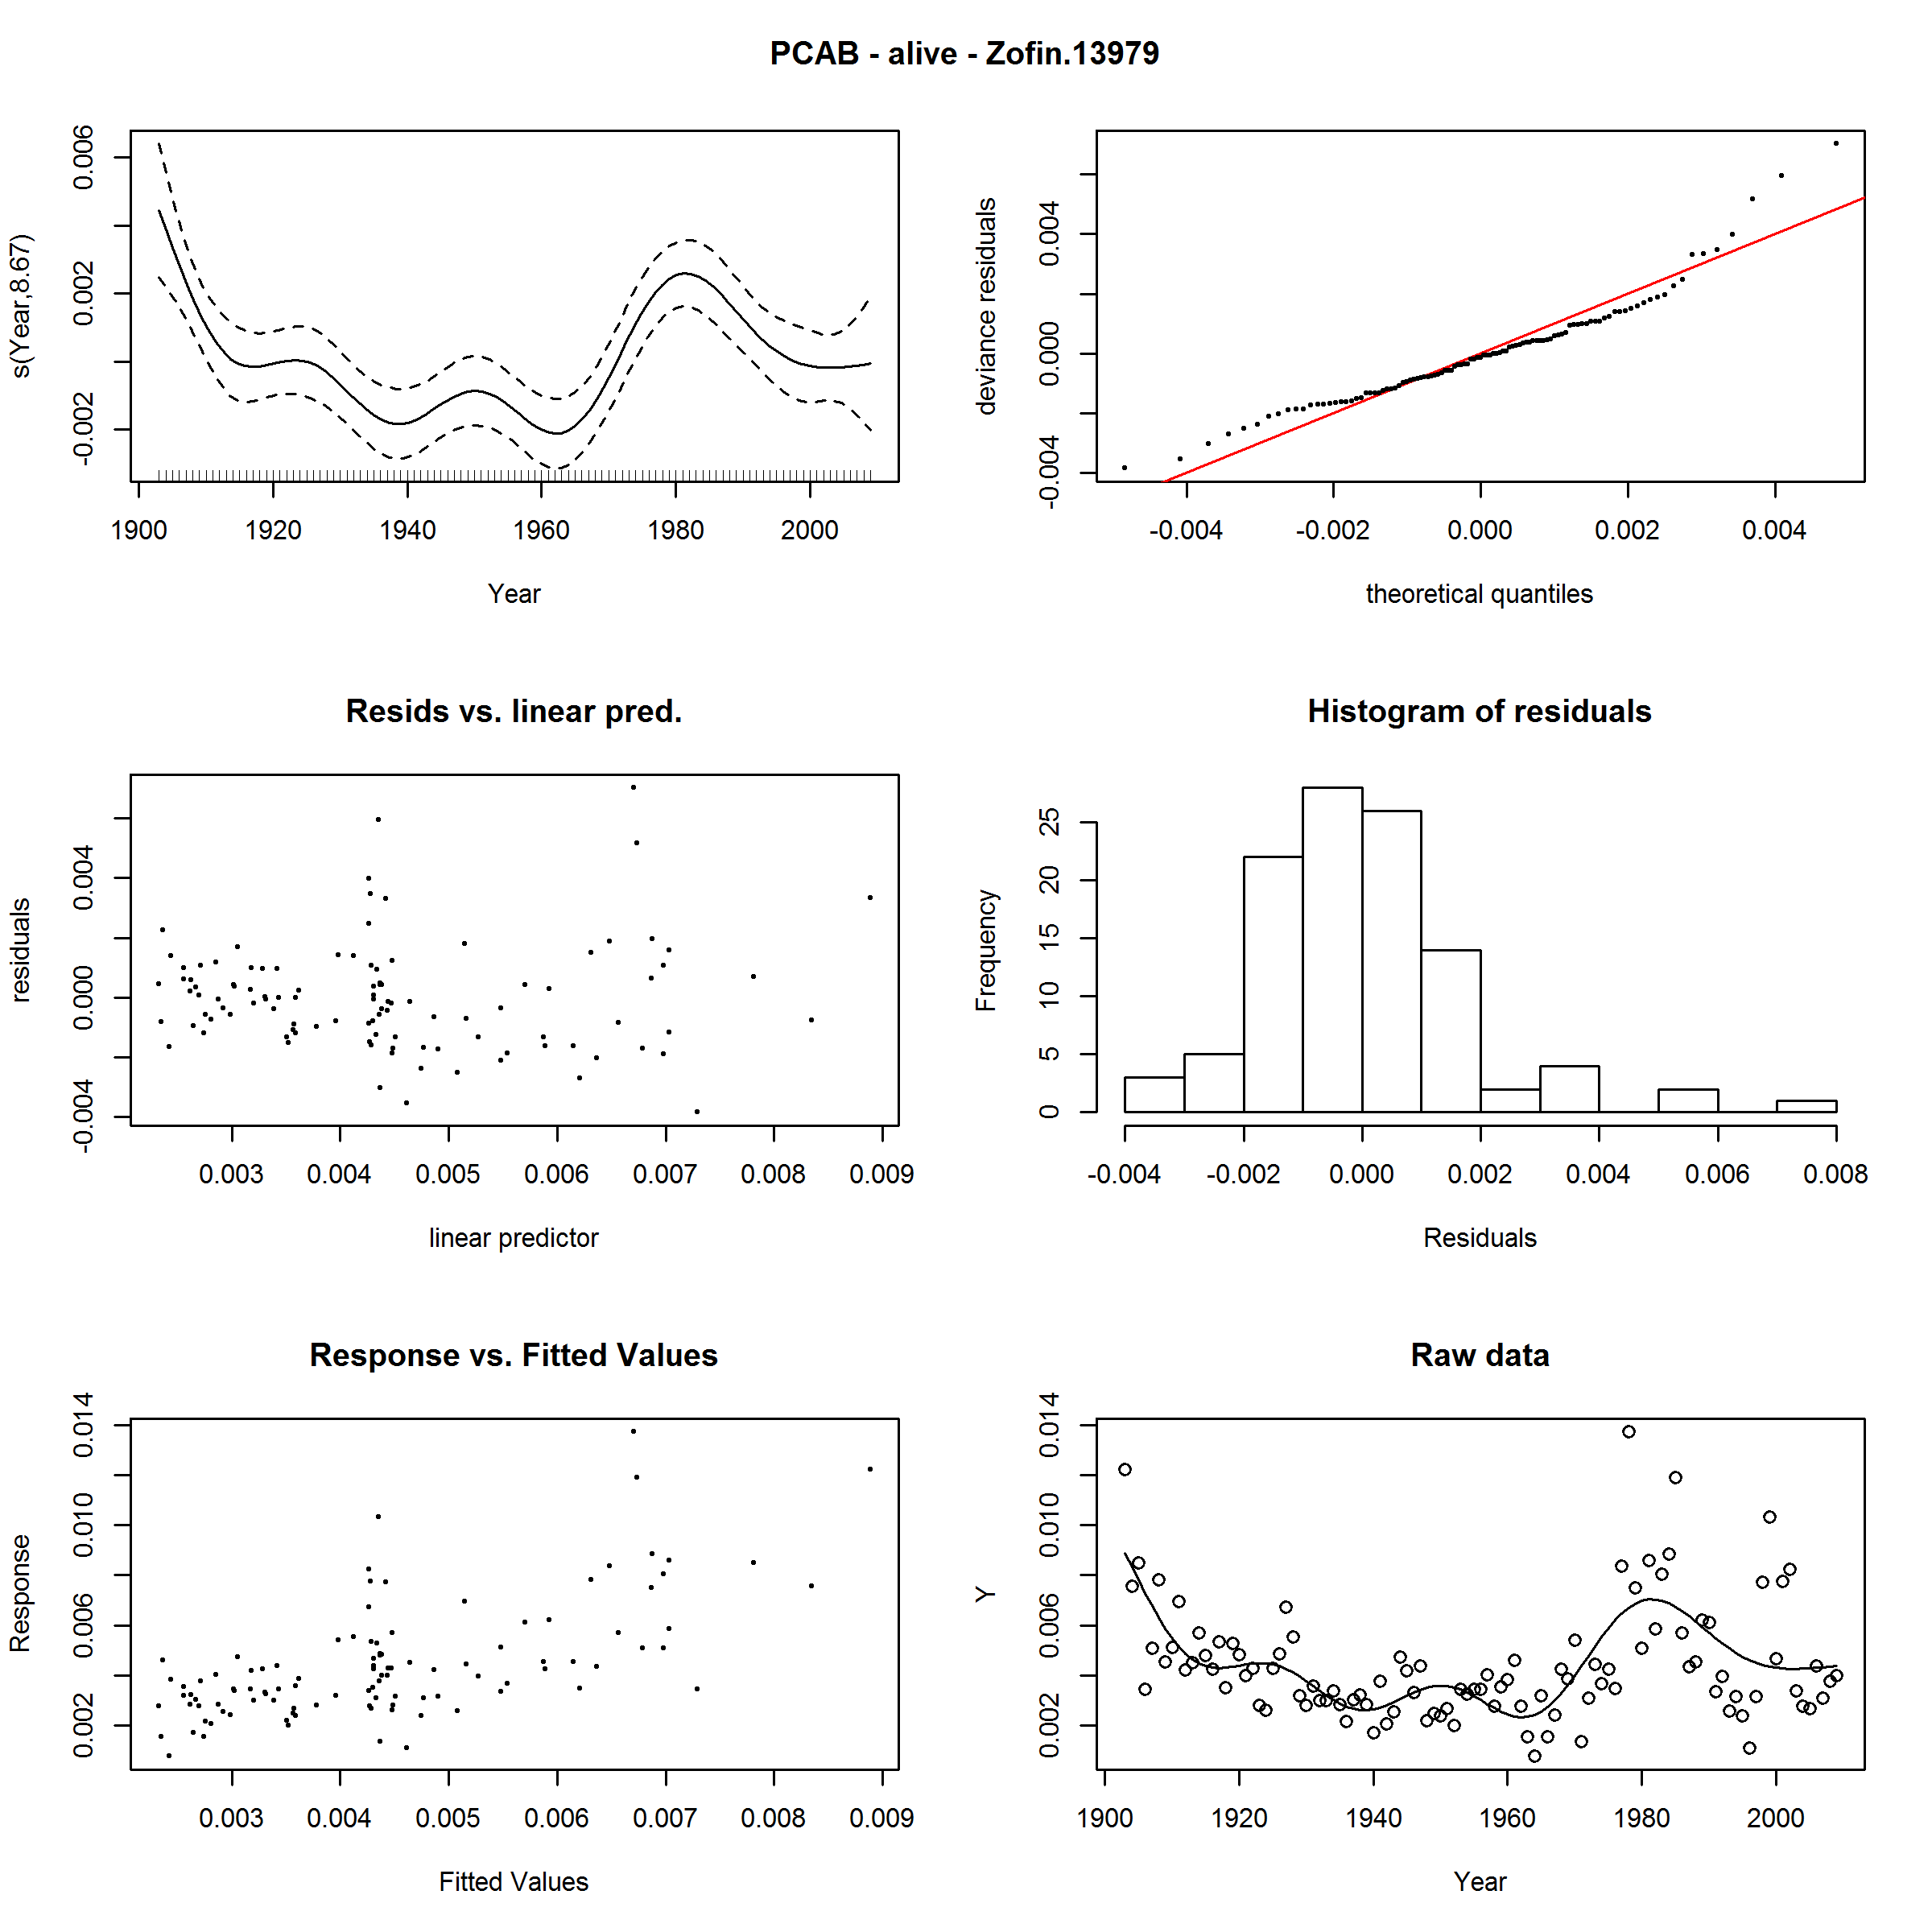 PCAB - alive - Zofin.13979
s(Year,8.67)
-0.002 0.002 0.006
1900 1920 1940 1960 1980 2000
Year
deviance residuals
-0.004 0.000 0.004
-0.004 -0.002 0.000 0.002 0.004
theoretical quantiles
Resids vs. linear pred.
residuals
-0.004 0.000 0.004
0.003 0.004 0.005 0.006 0.007 0.008 0.009
linear predictor
Histogram of residuals
Frequency
0 5 10 15 20 25
-0.004 -0.002 0.000 0.002 0.004 0.006 0.008
Residuals
Response vs. Fitted Values
Response
0.002 0.006 0.010 0.014
0.003 0.004 0.005 0.006 0.007 0.008 0.009
Fitted Values
Raw data
Y
0.002 0.006 0.010 0.014
1900 1920 1940 1960 1980 2000
Year